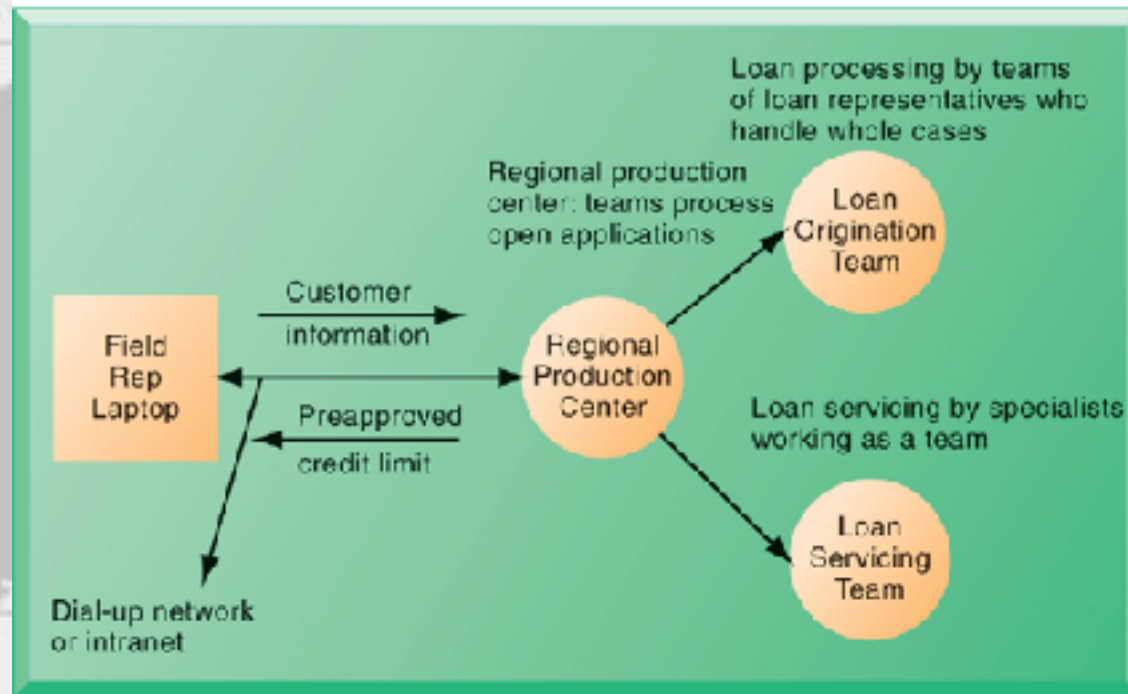 Loan processing by teams
of loan representatives who
handle whole cases
Regional production
center: teams process
open applications
Loan
Origination
Team
Customer
information
Field
Rep
Laptop
Regional
Production
Center
Preapproved
credit limit
Loan servicing by specialists
working as a team
Loan
Servicing
Team
Dial-up network
or intranet